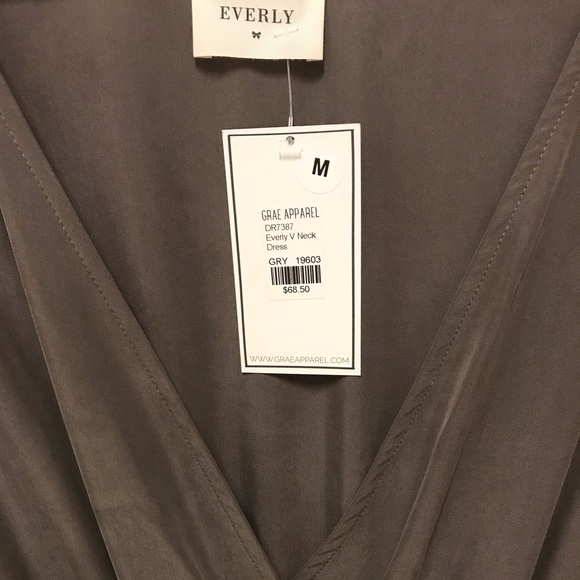 EVERLY
M
GRAE APPAREL
DR7387
Everly V Neck
Dress
GRY 19603
$68.50
WWW.GRAEAPPAREL.COM